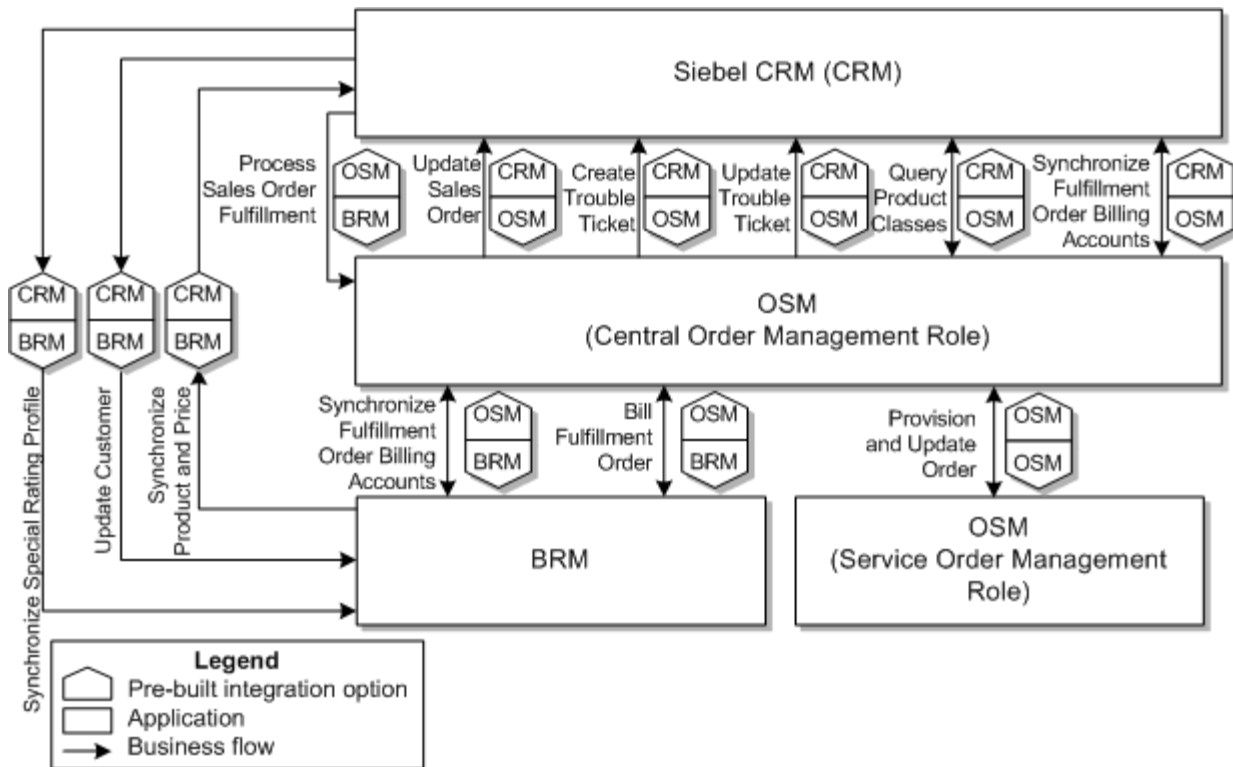 Siebel CRM (CRM)
Process
Sales Order
Fulfillment
OSM
BRM
Update
Sales
Order
CRM
OSM
Create
Trouble
Ticket
CRM
OSM
Update
Trouble
Ticket
CRM
OSM
Query
Product
Classes
CRM
OSM
Synchronize
Fulfillment
Order Billing
Accounts
CRM
OSM
CRM
BRM
CRM
BRM
CRM
BRM
OSM
(Central Order Management Role)
Synchronize Special Rating Profile
Update Customer
Synchronize
Product and Price
Synchronize
Fulfillment
Order Billing
Accounts
OSM
BRM
Bill
Fulfillment
Order
OSM
BRM
Provision
and Update
Order
OSM
OSM
BRM
OSM
(Service Order Management
Role)
Legend
Pre-built integration option
Application
Business flow